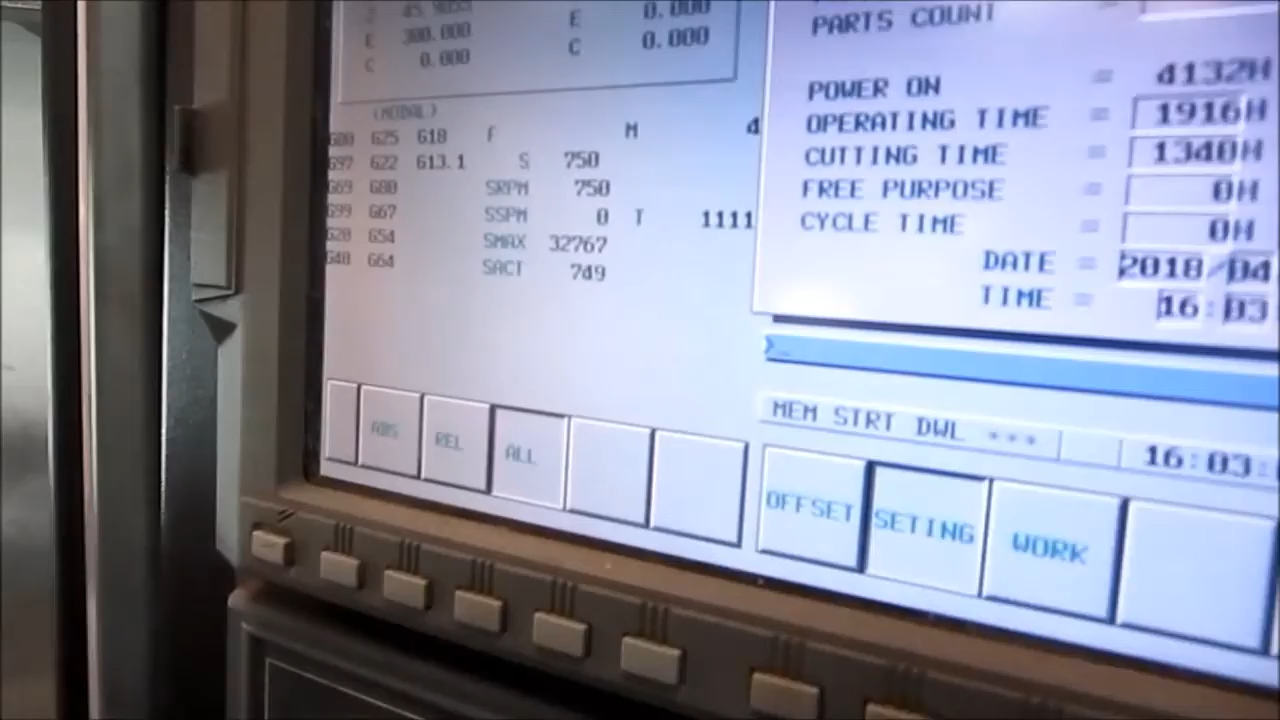 E 0.000
E 300.000
C 0.000
C 0.000
(MODAL)
G00 G25 G18 F M 4
G97 G22 G13.1 S 750
G69 G80 SRPM 750
G99 G67 SSPM 0 T 1111
G20 G54 SMAX 32767
G40 G64 SACT 749
PARTS COUNT =
POWER ON = 4132H
OPERATING TIME = 1916H
CUTTING TIME = 1340H
FREE PURPOSE = 0H
CYCLE TIME = 0H
DATE = 2018/04
TIME = 16:03
>_
MEM STRT DWL *** 16:03:
ABS REL ALL
OFFSET SETING WORK